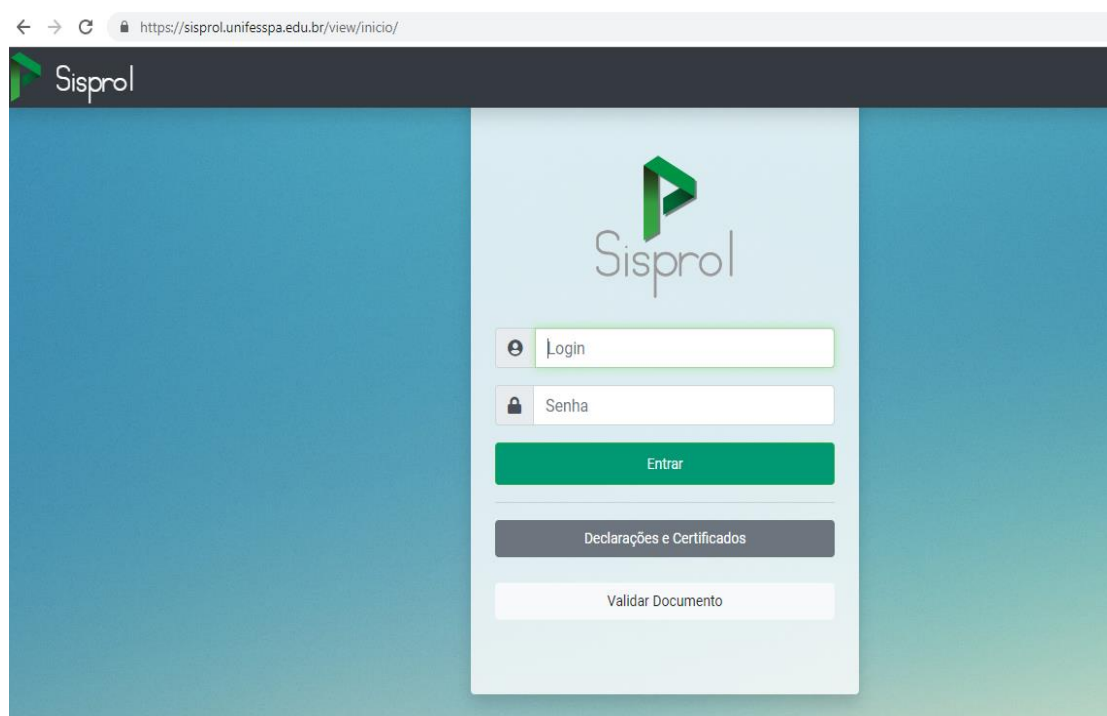 https://sisprol.unifesspa.edu.br/view/inicio/
Sisprol
Sisprol
Login
Senha
Entrar
Declarações e Certificados
Validar Documento